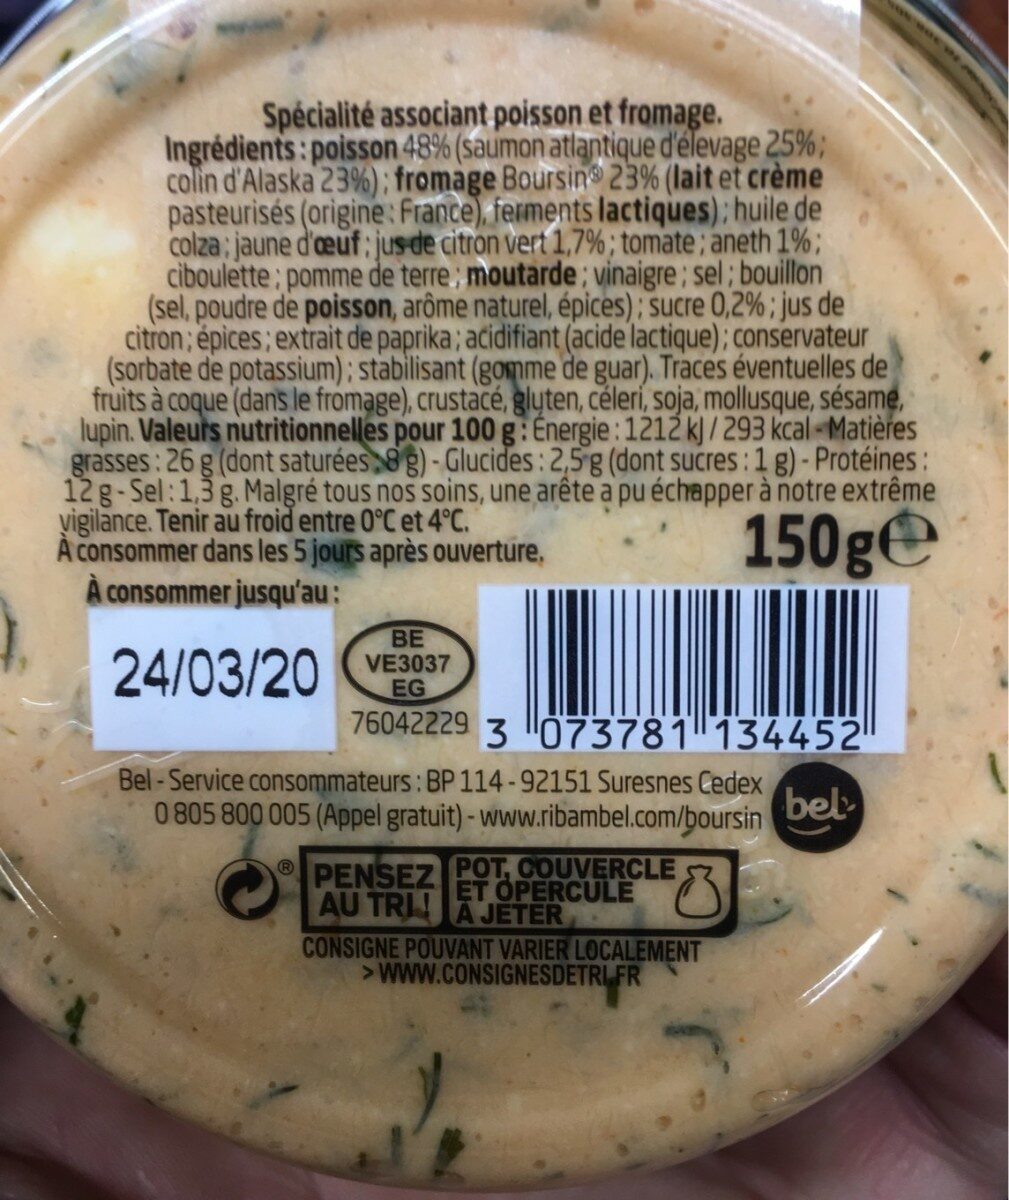 Spécialité associant poisson et fromage.
Ingrédients : poisson 48% (saumon atlantique d'élevage 25% ;
colin d'Alaska 23%) ; fromage Boursin® 23% (lait et crème
pasteurisés (origine : France), ferments lactiques) ; huile de
colza ; jaune d'œuf ; jus de citron vert 1,7% ; tomate ; aneth 1% ;
ciboulette ; pomme de terre ; moutarde ; vinaigre ; sel ; bouillon
(sel, poudre de poisson, arôme naturel, épices) ; sucre 0,2% ; jus de
citron ; épices ; extrait de paprika ; acidifiant (acide lactique) ; conservateur
(sorbate de potassium) ; stabilisant (gomme de guar). Traces éventuelles de
fruits à coque (dans le fromage), crustacé, gluten, céleri, soja, mollusque, sésame,
lupin. Valeurs nutritionnelles pour 100 g : Énergie : 1212 kJ / 293 kcal - Matières
grasses : 26 g (dont saturées : 8 g) - Glucides : 2,5 g (dont sucres : 1 g) - Protéines :
12 g - Sel : 1,3 g. Malgré tous nos soins, une arête a pu échapper à notre extrême
vigilance. Tenir au froid entre 0°C et 4°C.
À consommer dans les 5 jours après ouverture.
150g℮
À consommer jusqu'au :
24/03/20
BE
VE3037
EG
76042229
3 073781 134452
Bel - Service consommateurs : BP 114 - 92151 Suresnes Cedex
0 805 800 005 (Appel gratuit) - www.ribambel.com/boursin
bel
®
PENSEZ
AU TRI !
POT, COUVERCLE
ET OPERCULE
À JETER
CONSIGNE POUVANT VARIER LOCALEMENT
> WWW.CONSIGNESDETRI.FR